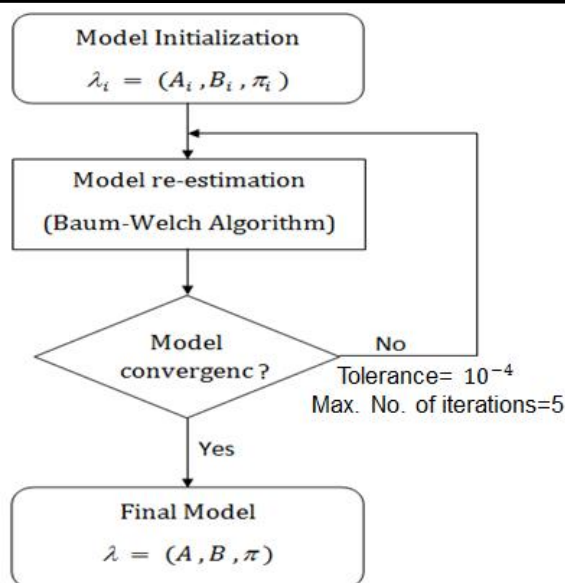 Model Initialization
λᵢ = (Aᵢ ,Bᵢ ,πᵢ )
Model re-estimation
(Baum-Welch Algorithm)
Model
convergenc ?
No
Tolerance= 10⁻⁴
Max. No. of iterations=5
Yes
Final Model
λ = (A ,B ,π)